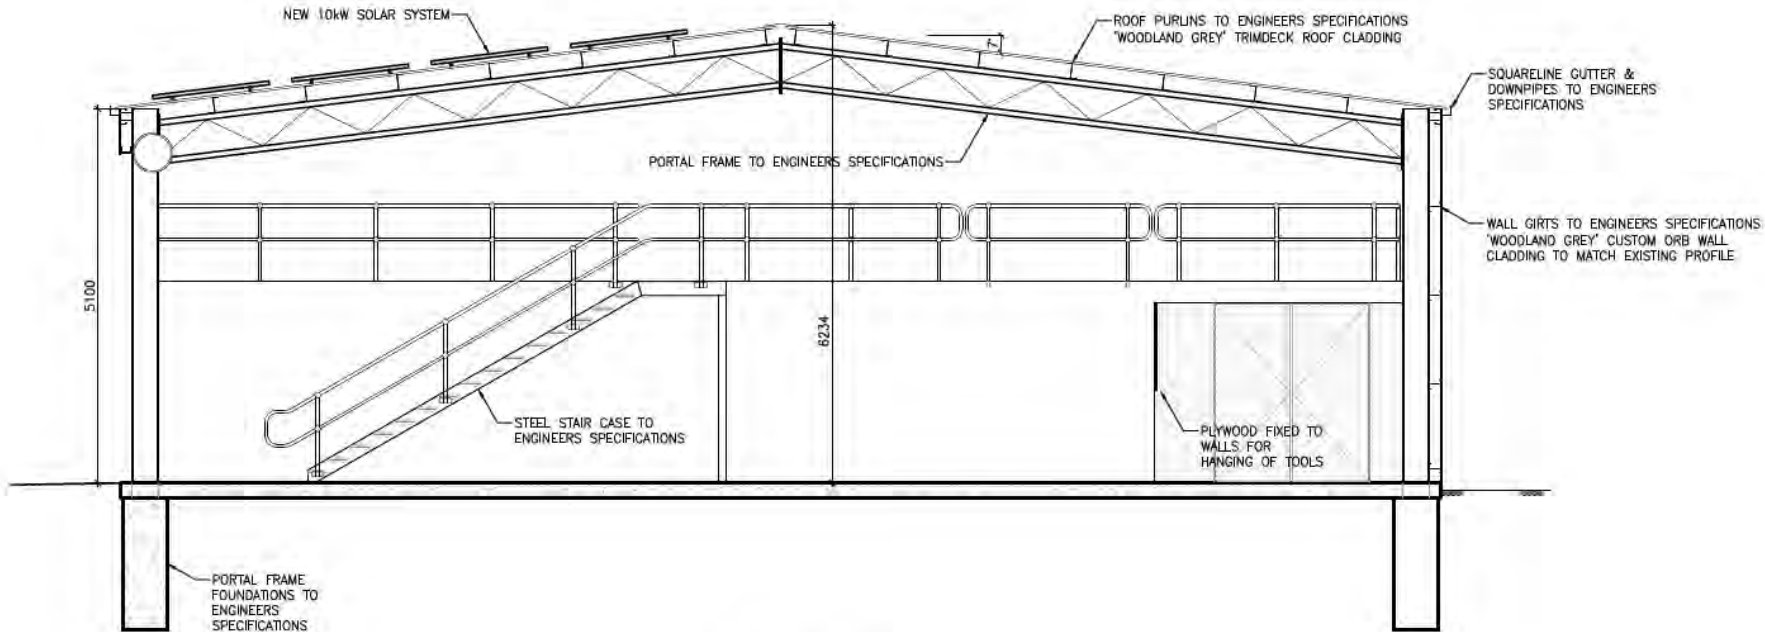 NEW 10kW SOLAR SYSTEM
ROOF PURLINS TO ENGINEERS SPECIFICATIONS
'WOODLAND GREY' TRIMDECK ROOF CLADDING
7°
SQUARELINE GUTTER &
DOWNPIPES TO ENGINEERS
SPECIFICATIONS
PORTAL FRAME TO ENGINEERS SPECIFICATIONS
WALL GIRTS TO ENGINEERS SPECIFICATIONS
'WOODLAND GREY' CUSTOM ORB WALL
CLADDING TO MATCH EXISTING PROFILE
5100
6234
STEEL STAIR CASE TO
ENGINEERS SPECIFICATIONS
PLYWOOD FIXED TO
WALLS FOR
HANGING OF TOOLS
PORTAL FRAME
FOUNDATIONS TO
ENGINEERS
SPECIFICATIONS